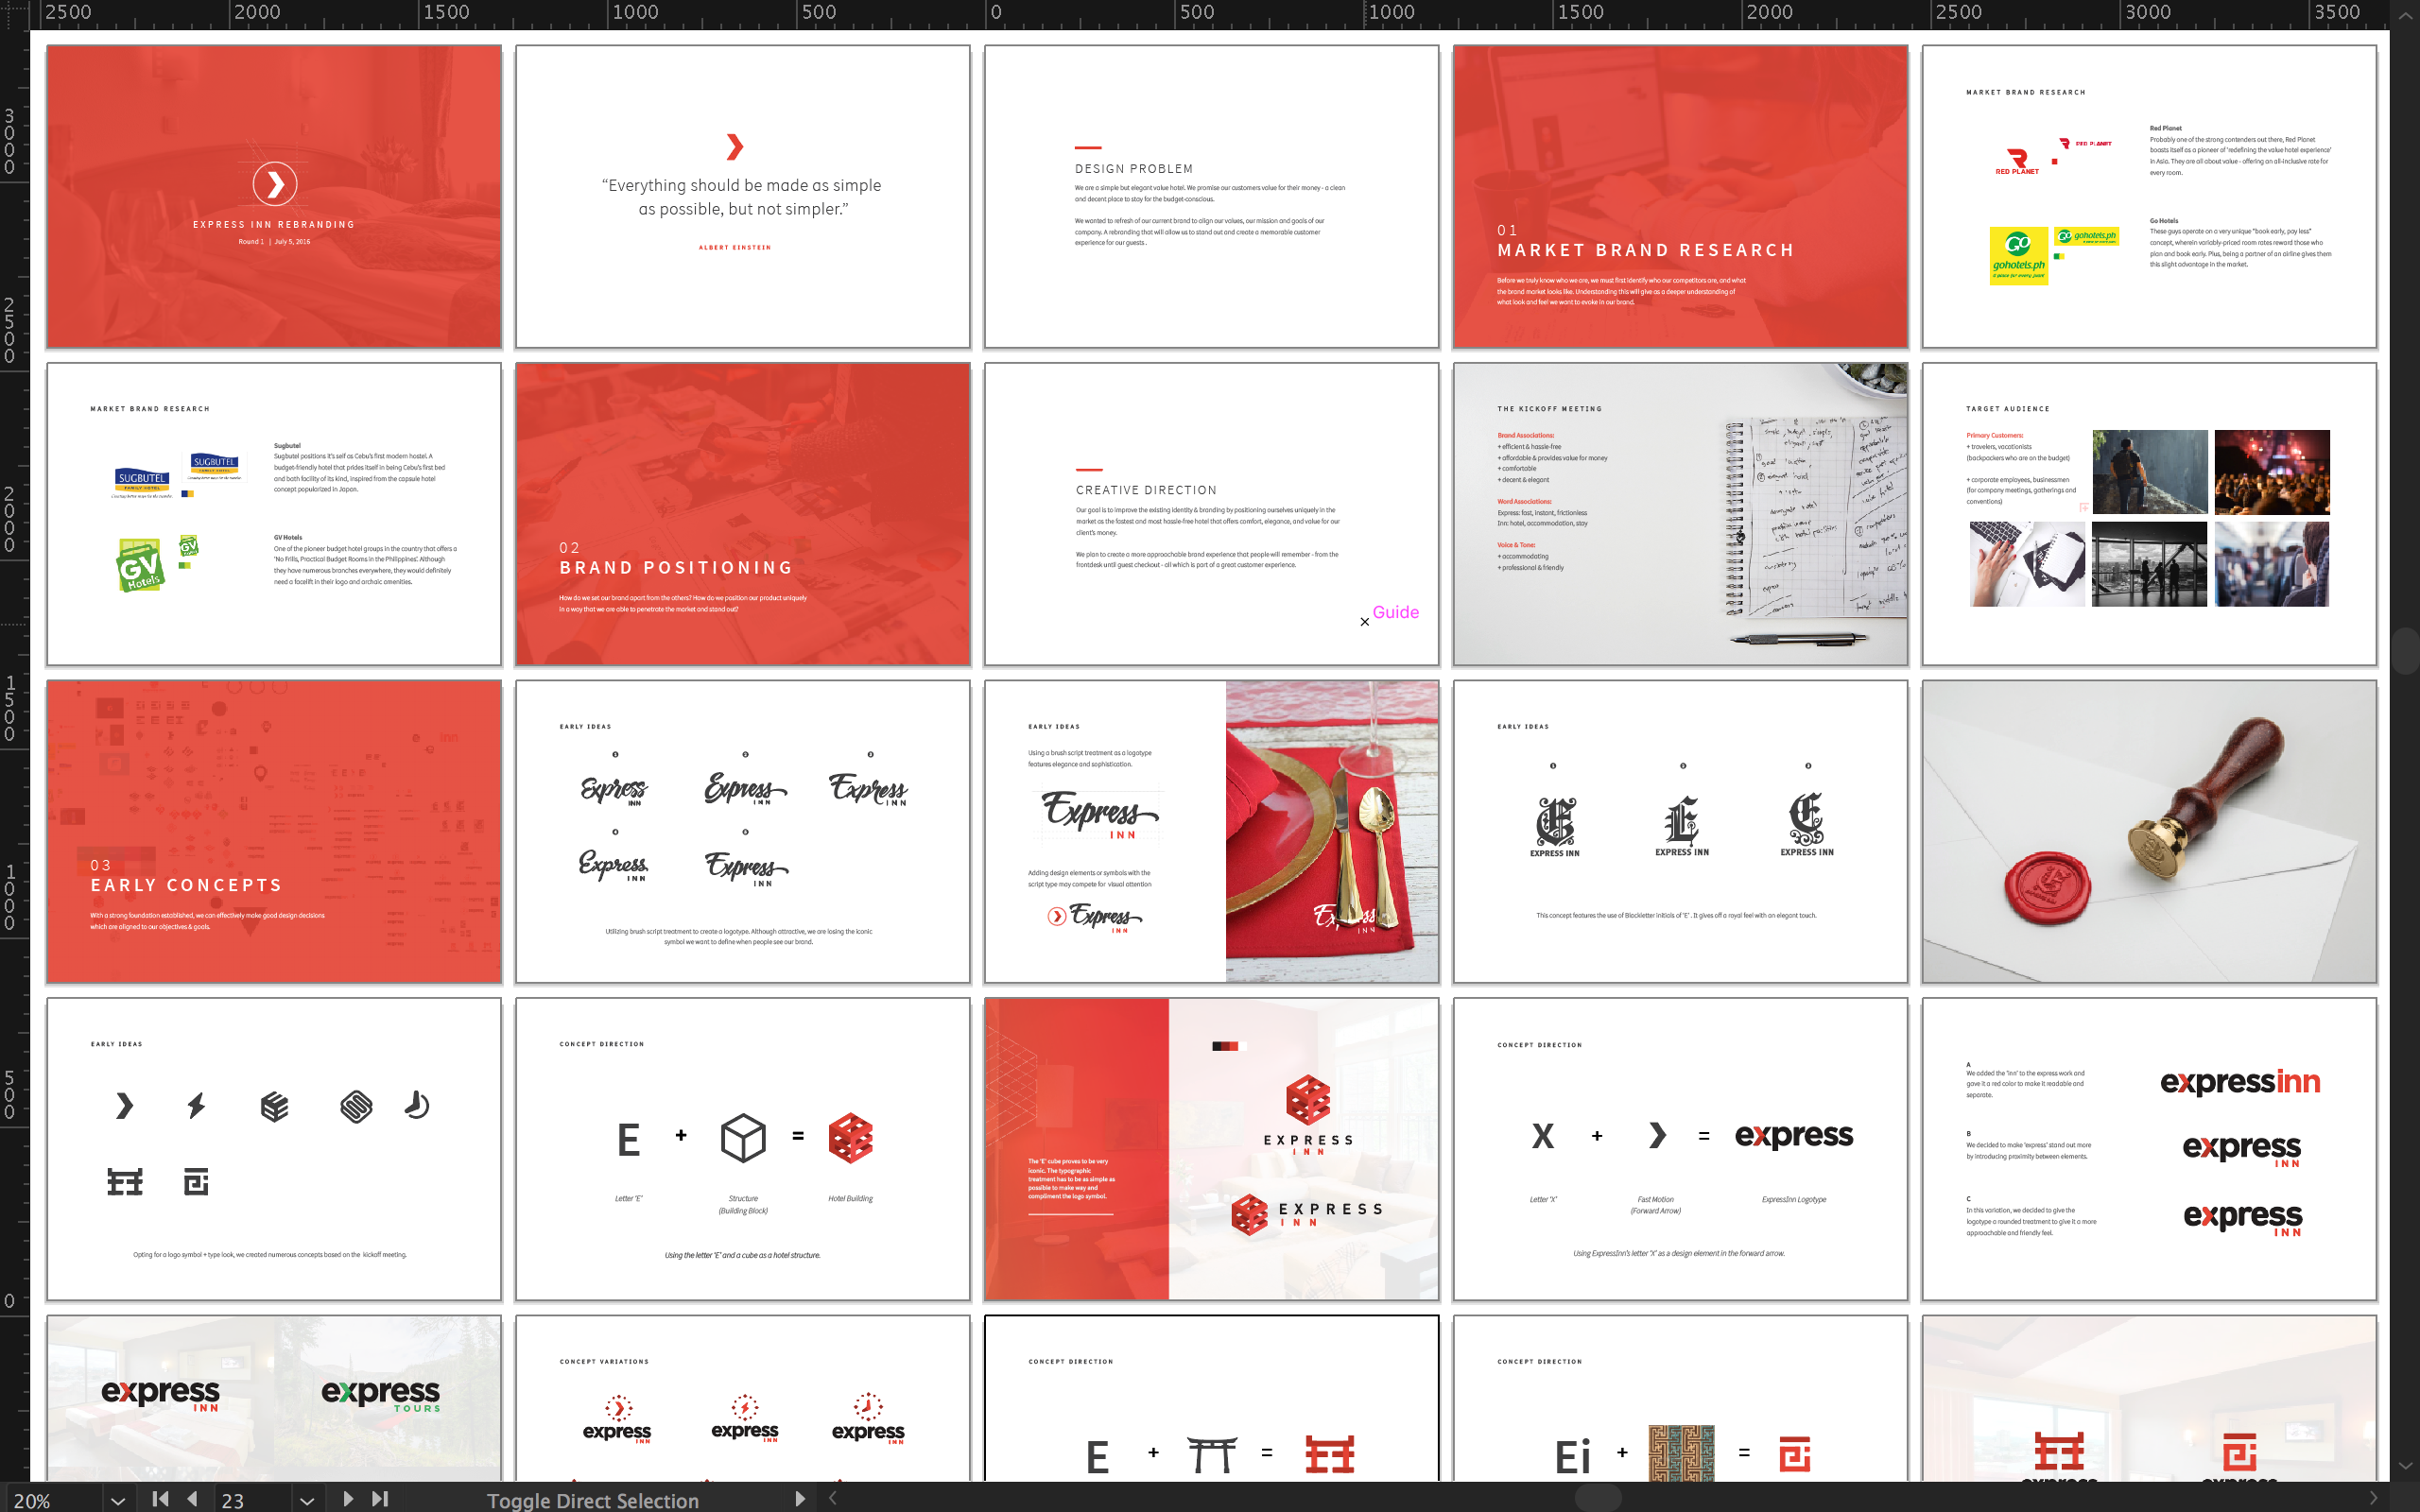 2500 2000 1500 1000 500 0 500 1000 1500 2000 2500 3000 3500
3000
2500
2000
1500
1000
500
0
EXPRESS INN REBRANDING
Round 1 | July 5, 2016
“Everything should be made as simple
as possible, but not simpler.”
ALBERT EINSTEIN
DESIGN PROBLEM
We are a simple but elegant value hotel. We promise our customers value for their money - a clean
and decent place to stay for the budget-conscious.
We wanted to refresh of our current brand to align our values, our mission and goals of our
company. A rebranding that will allow us to stand out and create a memorable customer
experience for our guests.
01
MARKET BRAND RESEARCH
Before we truly know who we are, we must first identify who our competitors are, and what
the brand market looks like. Understanding this will give as a deeper understanding of
what look and feel we want to evoke in our brand.
MARKET BRAND RESEARCH
RED PLANET
RED PLANET
Red Planet
Probably one of the strong contenders out there, Red Planet
boasts itself as a pioneer of 'redefining the value hotel experience'
in Asia. They are all about value - offering an all-inclusive rate for
every room.
GO
gohotels.ph
a place for every juan!
GO gohotels.ph
Go Hotels
These guys operate on a very unique "book early, pay less"
concept, wherein variably-priced room rates reward those who
plan and book early. Plus, being a partner of an airline gives them
this slight advantage in the market.
MARKET BRAND RESEARCH
SUGBUTEL
FAMILY HOTEL
SUGBUTEL
FAMILY HOTEL
Sugbutel
Sugbutel positions it's self as Cebu's first modern hostel. A
budget-friendly hotel that prides itself in being Cebu's first bed
and both facility of its kind, inspired from the capsule hotel
concept popularized in Japan.
GV
Hotels
GV
Hotels
GV Hotels
One of the pioneer budget hotel groups in the country that offers a
'No Frills, Practical Budget Rooms in the Philippines'. Although
they have numerous branches everywhere, they would definitely
need a facelift in their logo and archaic amenities.
02
BRAND POSITIONING
How do we set our brand apart from the others? How do we position our product uniquely
in a way that we are able to penetrate the market and stand out?
CREATIVE DIRECTION
Our goal is to improve the existing identity & branding by positioning ourselves uniquely in the
market as the fastest and most hassle-free hotel that offers comfort, elegance, and value for our
client's money.
We plan to create a more approachable brand experience that people will remember - from the
frontdesk until guest checkout - all which is part of a great customer experience.
Guide
THE KICKOFF MEETING
Brand Associations:
+ efficient & hassle-free
+ affordable & provides value for money
+ comfortable
+ decent & elegant
Word Associations:
Express: fast, instant, frictionless
Inn: hotel, accommodation, stay
Voice & Tone:
+ accommodating
+ professional & friendly
TARGET AUDIENCE
Primary Customers:
+ travelers, vacationists
(backpackers who are on the budget)
+ corporate employees, businessmen
(for company meetings, gatherings and
conventions)
03
EARLY CONCEPTS
With a strong foundation established, we can effectively make good design decisions
which are aligned to our objectives & goals.
EARLY IDEAS
1 2 3
Express INN
Express INN
Express INN
4 5
Express INN
Express INN
Utilizing brush script treatment to create a logotype. Although attractive, we are losing the iconic
symbol we want to define when people see our brand.
EARLY IDEAS
Using a brush script treatment as a logotype
features elegance and sophistication.
Express
INN
Adding design elements or symbols with the
script type may compete for visual attention
Express
INN
Express
INN
EARLY IDEAS
1 2 3
E E E
EXPRESS INN
EXPRESS INN
EXPRESS INN
This concept features the use of Blackletter initials of 'E'. It gives off a royal feel with an elegant touch.
EARLY IDEAS
Opting for a logo symbol + type look, we created numerous concepts based on the kickoff meeting.
CONCEPT DIRECTION
E + =
Letter "E"
Structure
(Building Block)
Hotel Building
Using the letter "E" and a cube as a hotel structure.
The 'E' cube proves to be very
iconic. The typographic
treatment has to be as simple as
possible to make way and
compliment the logo symbol.
EXPRESS
INN
EXPRESS
INN
CONCEPT DIRECTION
X + = express
Letter "X"
Fast Motion
(Forward Arrow)
ExpressInn Logotype
Using ExpressInn's letter "X" as a design element in the forward arrow.
A
We added the 'inn' to the express work and
gave it a red color to make it readable and
separate.
expressinn
B
We decided to make 'express' stand out more
by introducing proximity between elements.
express
INN
C
In this variation, we decided to give the
logotype a rounded treatment to give it a more
approachable and friendly feel.
express
INN
express
INN
express
TOURS
CONCEPT VARIATIONS
express
INN
express
INN
express
INN
CONCEPT DIRECTION
E + =
CONCEPT DIRECTION
Ei + =
express
express
20%
23
Toggle Direct Selection